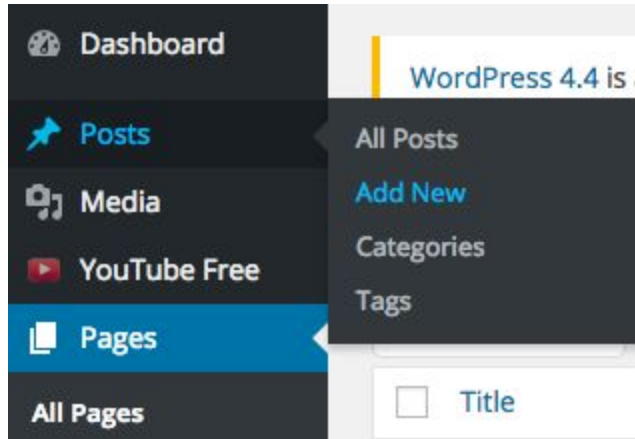 Dashboard
Posts
Media
YouTube Free
Pages
All Pages
WordPress 4.4 is
All Posts
Add New
Categories
Tags
Title